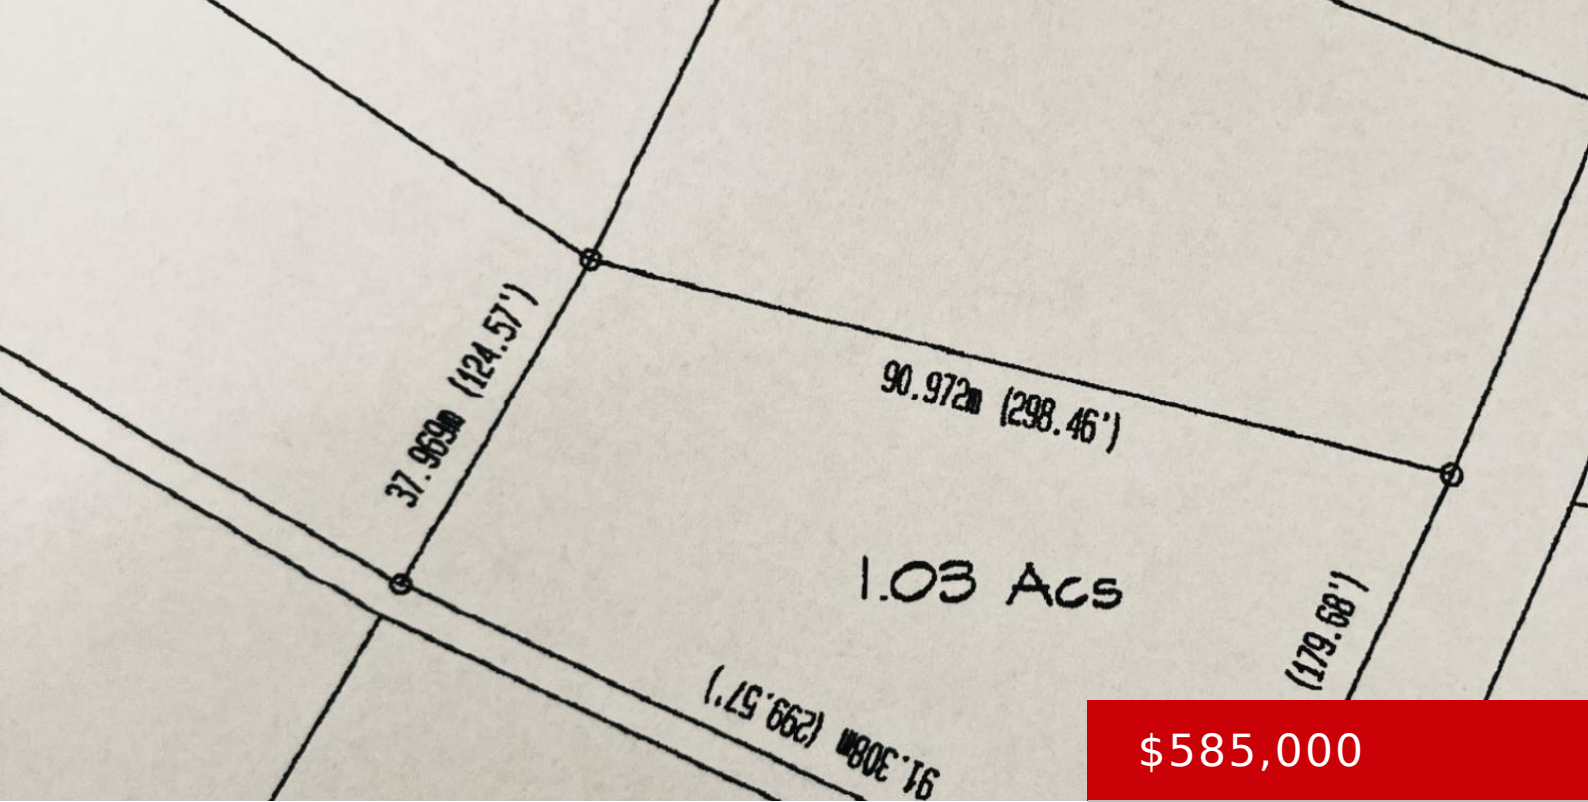 37.969m (124.57')
90.972m (298.46')
1.03 Acs
(179.68')
91.308m (299.57')
$585,000